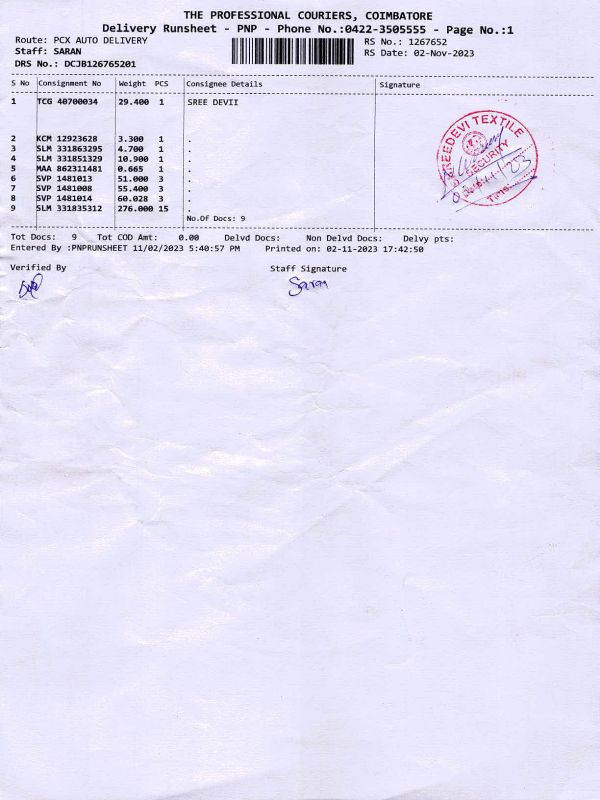 THE PROFESSIONAL COURIERS, COIMBATORE
Delivery Runsheet - PNP - Phone No.:0422-3505555 - Page No.:1
Route: PCX AUTO DELIVERY
RS No.: 1267652
Staff: SARAN
RS Date: 02-Nov-2023
DRS No.: DCJB126765201
S No Consignment No Weight PCS Consignee Details Signature
1 TCG 40700034 29.400 1 SREE DEVII
2 KCM 12923628 3.300 1 .
3 SLM 331863295 4.700 1 .
4 SLM 331851329 10.900 1 .
5 MAA 862311481 0.665 1 .
6 SVP 1481013 51.000 3 .
7 SVP 1481008 55.400 3 .
8 SVP 1481014 60.028 3 .
9 SLM 331835312 276.000 15 .
SREEDEVI TEXTILE
SECURITY
Time:
No.Of Docs: 9
Tot Docs: 9 Tot COD Amt: 0.00 Delvd Docs: Non Delvd Docs: Delvy pts:
Entered By :PNPRUNSHEET 11/02/2023 5:40:57 PM Printed on: 02-11-2023 17:42:50
Verified By Staff Signature
Saran